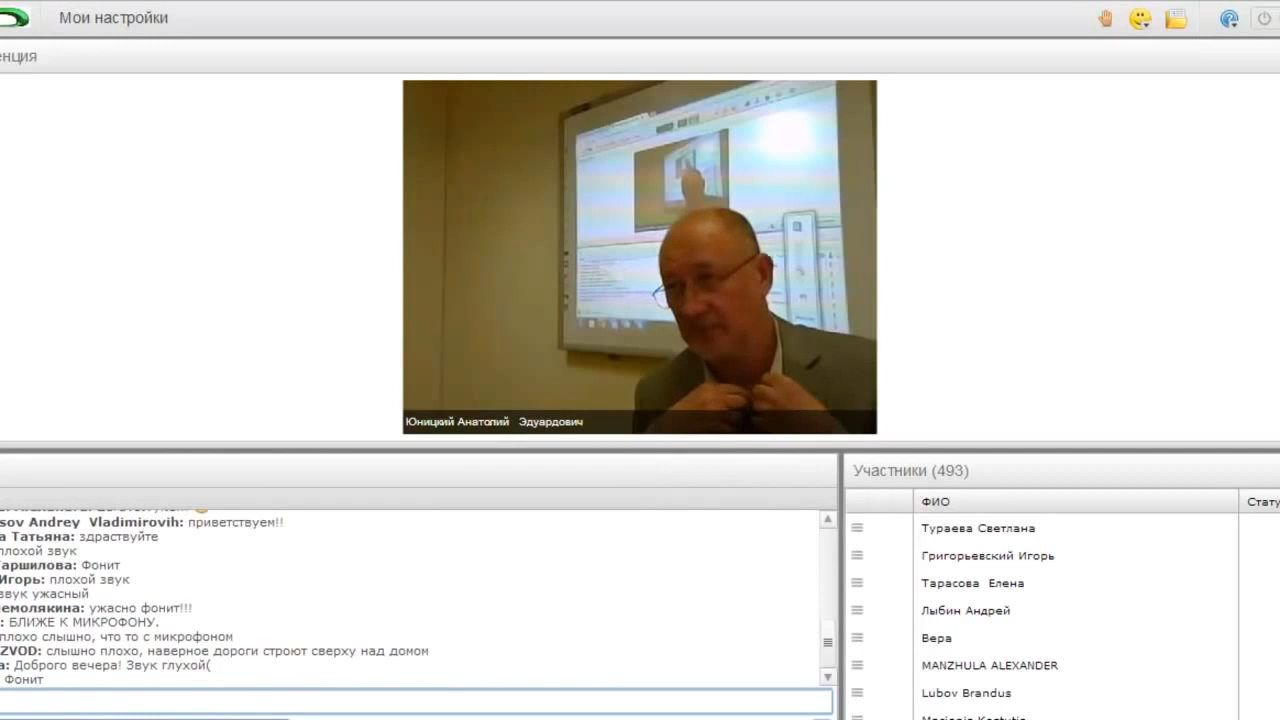 Мои настройки
енция
Юницкий Анатолий Эдуардович
Участники (493)
ФИО
Стату
sov Andrey Vladimirovih: приветствуем!!
а Татьяна: здраствуйте
плохой звук
аршилова: Фонит
Игорь: плохой звук
звук ужасный
емолякина: ужасно фонит!!!
: БЛИЖЕ К МИКРОФОНУ.
плохо слышно, что то с микрофоном
ZVOD: слышно плохо, наверное дороги строют сверху над домом
а: Доброго вечера! Звук глухой(
Фонит
Тураева Светлана
Григорьевский Игорь
Тарасова Елена
Лыбин Андрей
Вера
MANZHULA ALEXANDER
Lubov Brandus